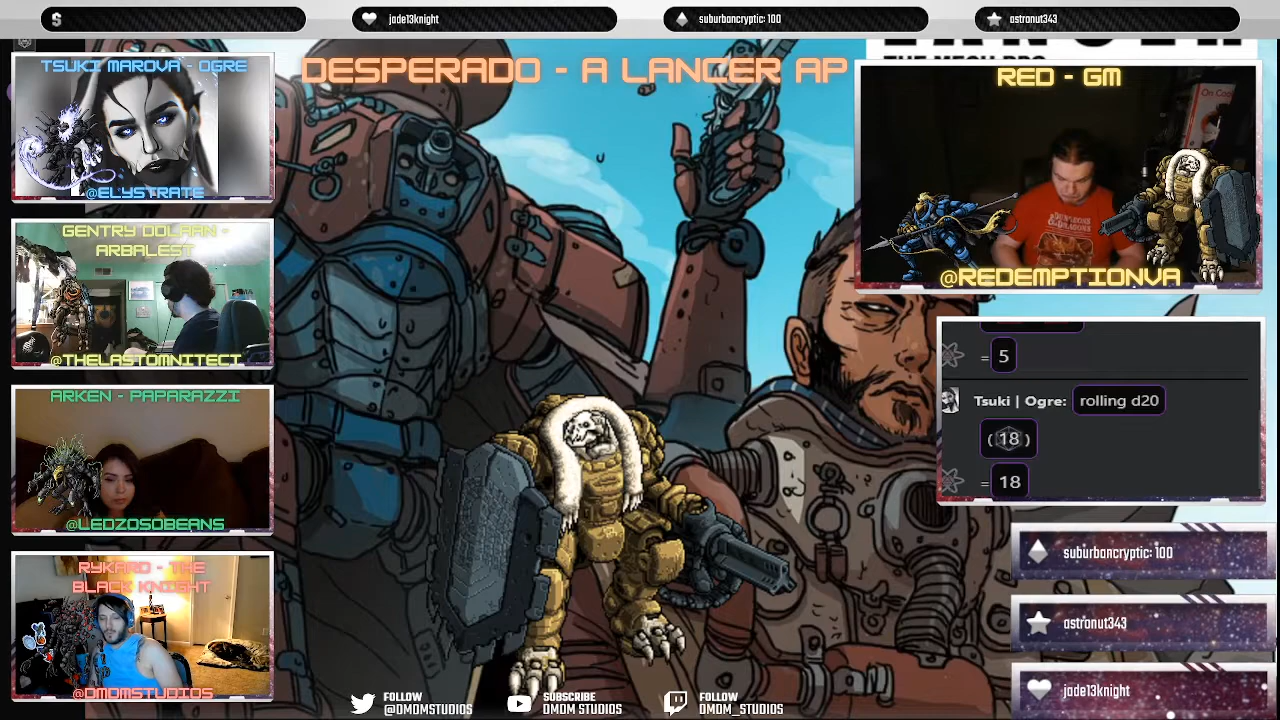 $
jade13knight
suburbancryptic: 100
astronut343
TSUKI MAROVA - OGRE
@ELYSTRATE
DESPERADO - A LANCER AP
RED - GM
@REDEMPTIONVA
GENTRY DOLAAN -
ARBALEST
@THELASTOMNITECI
ARKEN - PAPARAZZI
@LEDZOSOBEANS
RYKARD - THE
BLACK KNIGHT
@DMDMSTUDIOS
= 5
Tsuki | Ogre: rolling d20
(18)
= 18
suburbancryptic: 100
astronut343
jade13knight
FOLLOW
@DMDMSTUDIOS
SUBSCRIBE
DMDM STUDIOS
FOLLOW
DMDM_STUDIOS